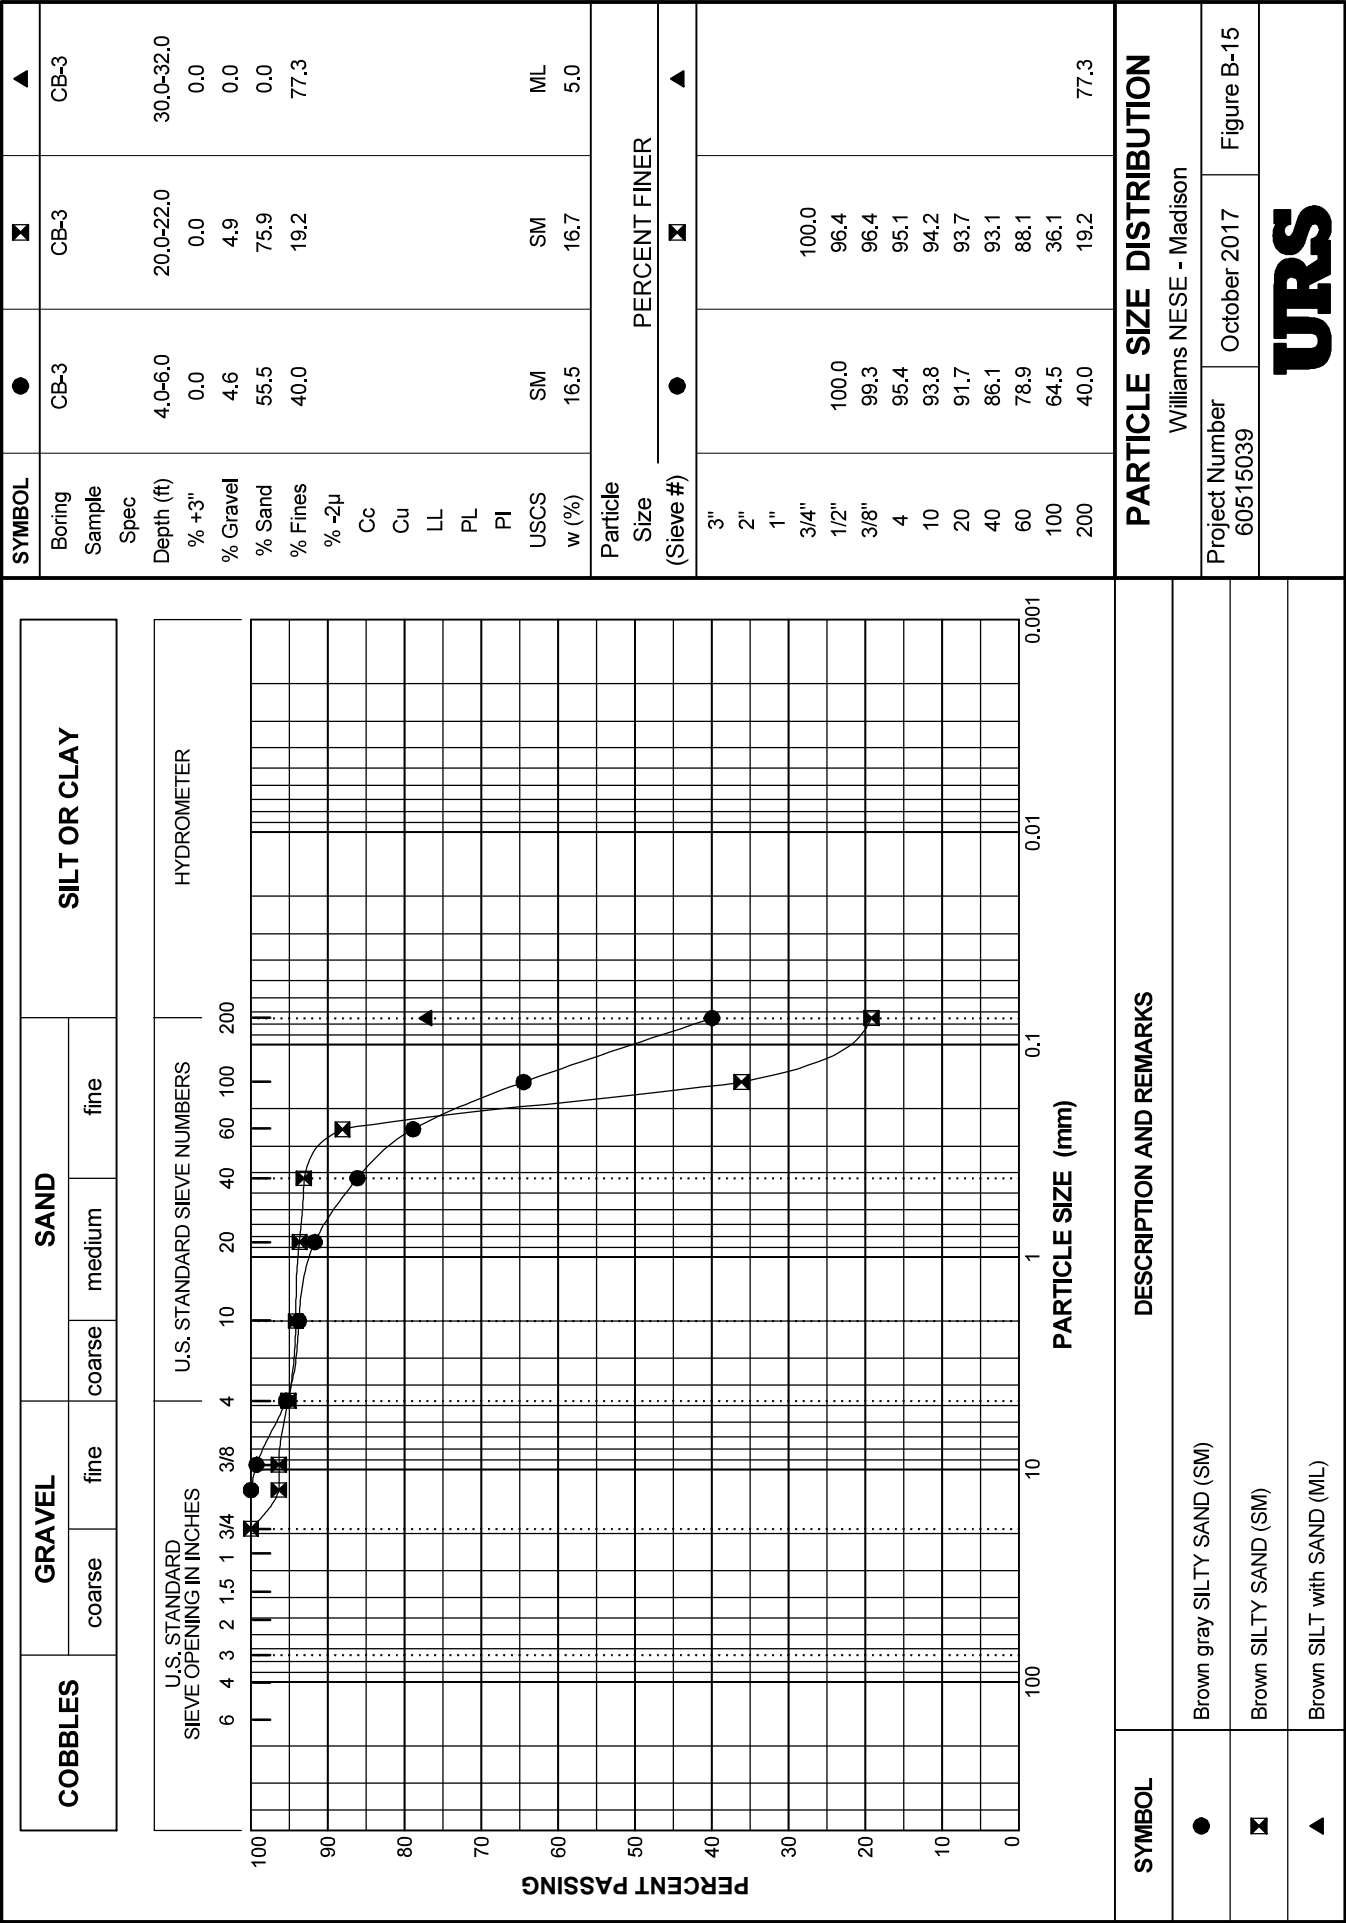 COBBLES
GRAVEL
SAND
SILT OR CLAY
coarse
fine
coarse
medium
fine
U.S. STANDARD
SIEVE OPENING IN INCHES
U.S. STANDARD SIEVE NUMBERS
HYDROMETER
6 4 3 2 1.5 1 3/4 3/8 4 10 20 40 60 100 200
100
90
80
70
60
50
40
30
20
10
0
PERCENT PASSING
100 10 1 0.1 0.01 0.001
PARTICLE SIZE (mm)
SYMBOL DESCRIPTION AND REMARKS
● Brown gray SILTY SAND (SM)
Brown SILTY SAND (SM)
▲ Brown SILT with SAND (ML)
SYMBOL ● ▲
Boring CB-3 CB-3 CB-3
Sample
Spec
Depth (ft) 4.0-6.0 20.0-22.0 30.0-32.0
% +3" 0.0 0.0 0.0
% Gravel 4.6 4.9 0.0
% Sand 55.5 75.9 0.0
% Fines 40.0 19.2 77.3
% -2µ
Cc
Cu
LL
PL
PI
USCS SM SM ML
w (%) 16.5 16.7 5.0
Particle
Size PERCENT FINER
(Sieve #) ● ▲
3"
2"
1"
3/4" 100.0
1/2" 100.0 96.4
3/8" 99.3 96.4
4 95.4 95.1
10 93.8 94.2
20 91.7 93.7
40 86.1 93.1
60 78.9 88.1
100 64.5 36.1
200 40.0 19.2 77.3
PARTICLE SIZE DISTRIBUTION
Williams NESE - Madison
Project Number
60515039
October 2017
Figure B-15
URS